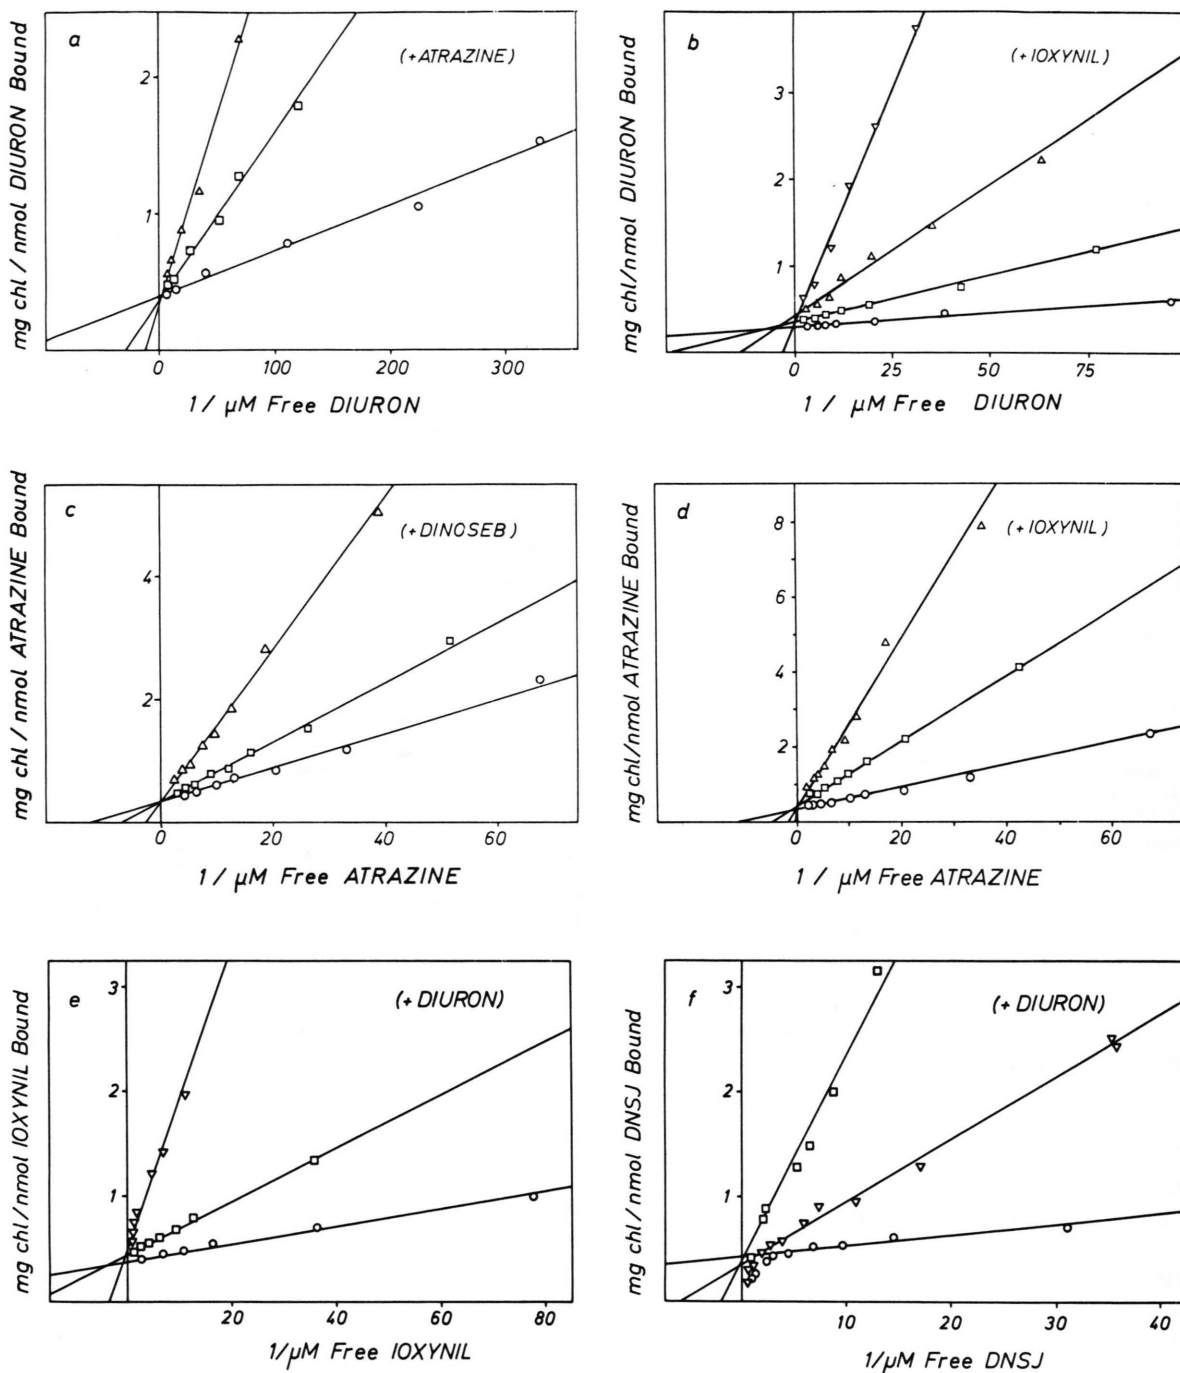 a
(+ATRAZINE)
mg chl / nmol DIURON Bound
2
1
0 100 200 300
1 / µM Free DIURON
b
(+IOXYNIL)
mg chl/nmol DIURON Bound
3
2
1
0 25 50 75
1 / µM Free DIURON
c
(+DINOSEB)
mg chl / nmol ATRAZINE Bound
4
2
0 20 40 60
1 / µM Free ATRAZINE
d
(+IOXYNIL)
mg chl/nmol ATRAZINE Bound
8
6
4
2
0 20 40 60
1 / µM Free ATRAZINE
e
(+ DIURON)
mg chl/nmol IOXYNIL Bound
3
2
1
20 40 60 80
1/µM Free IOXYNIL
f
(+ DIURON)
mg chl/nmol DNSJ Bound
3
2
1
10 20 30 40
1/µM Free DNSJ